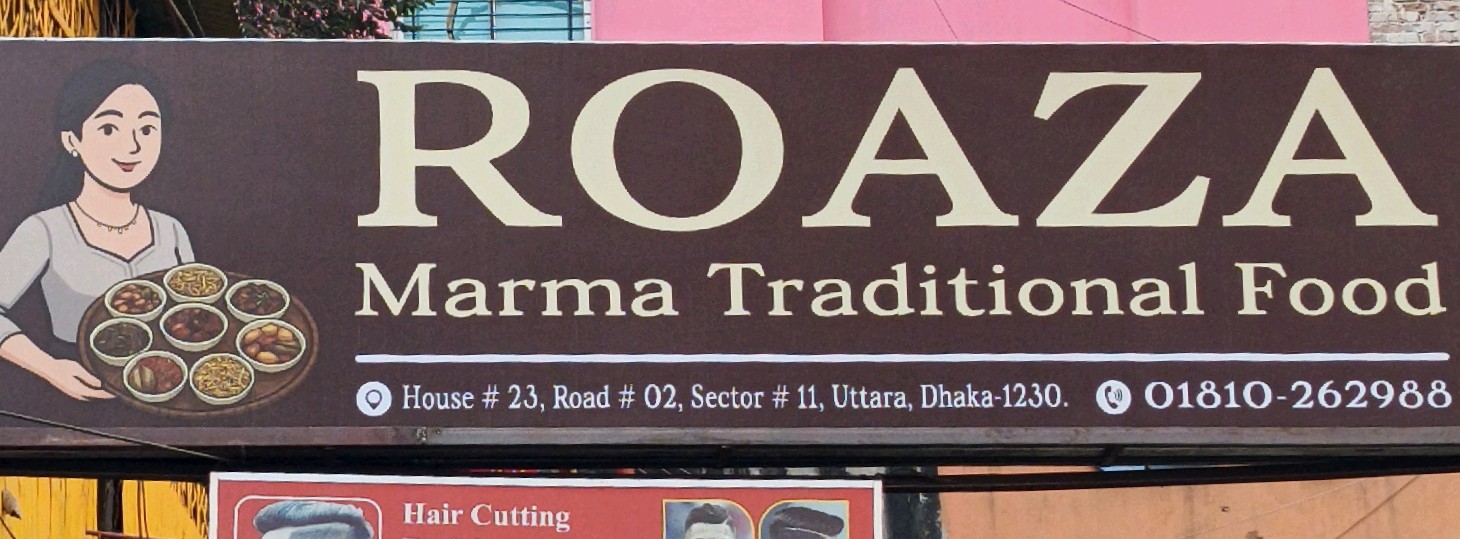 ROAZA
Marma Traditional Food
House # 23, Road # 02, Sector # 11, Uttara, Dhaka-1230. 01810-262988
Hair Cutting